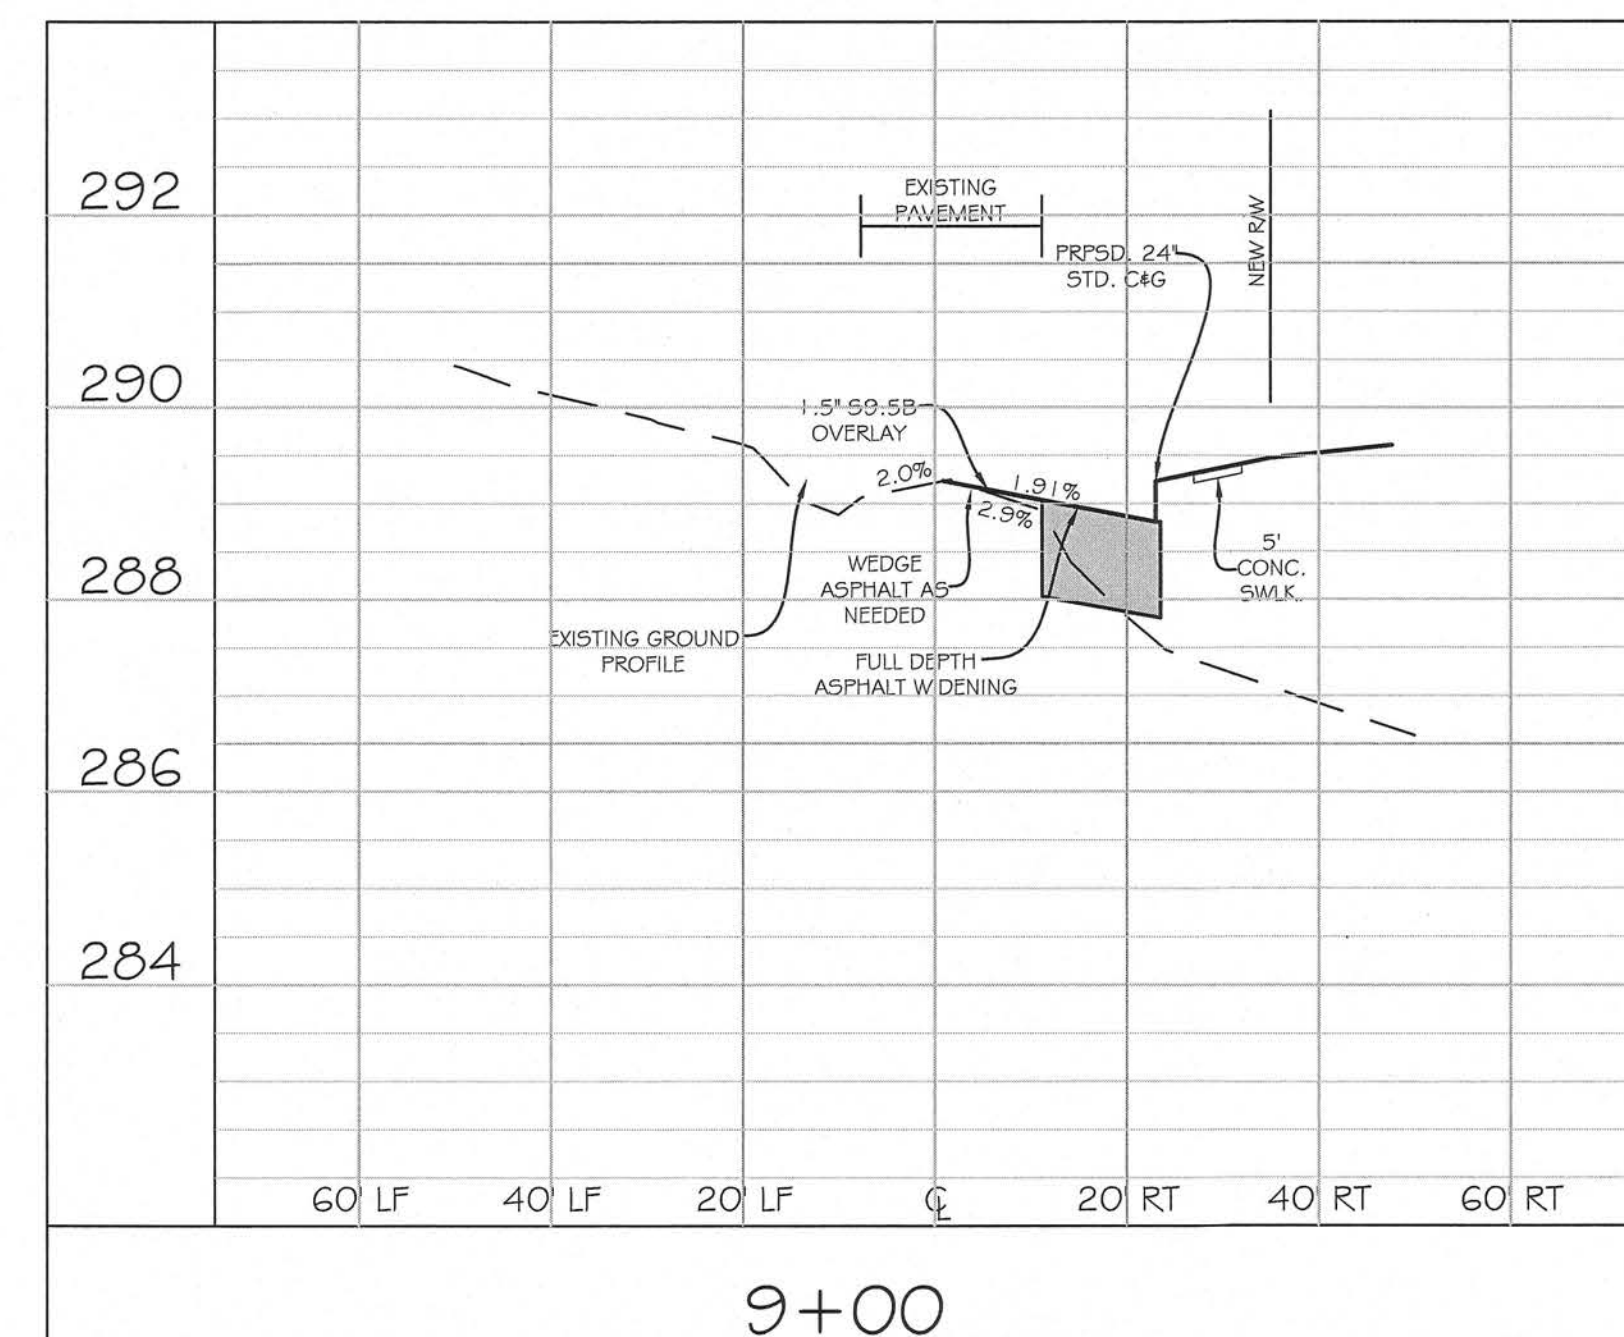 292
EXISTING
PAVEMENT
PRPSD. 24"
STD. C&G
NEW R/W
290
1.5" S9.5B
OVERLAY
2.0%
1.91%
2.9%
288
WEDGE
ASPHALT AS
NEEDED
5'
CONC.
SWLK.
EXISTING GROUND
PROFILE
FULL DEPTH
ASPHALT WIDENING
286
284
60' LF 40' LF 20' LF CL 20' RT 40' RT 60' RT
9+00